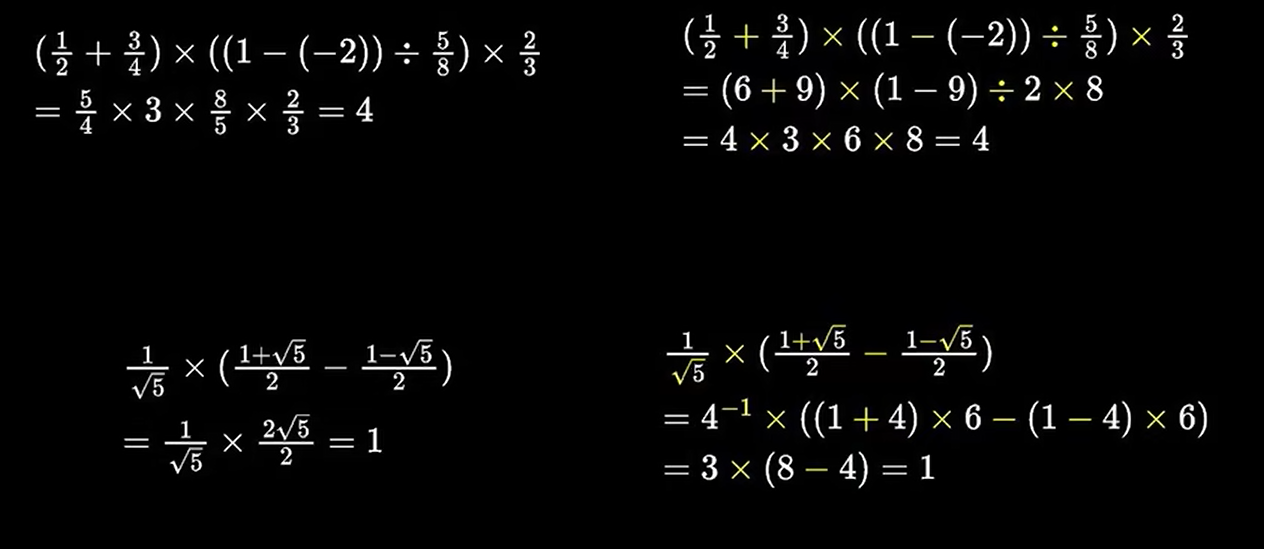 (1/2 + 3/4) × ((1 − (−2)) ÷ 5/8) × 2/3
= 5/4 × 3 × 8/5 × 2/3 = 4
(1/2 + 3/4) × ((1 − (−2)) ÷ 5/8) × 2/3
= (6 + 9) × (1 − 9) ÷ 2 × 8
= 4 × 3 × 6 × 8 = 4
1/√5 × ((1+√5)/2 − (1−√5)/2)
= 1/√5 × 2√5/2 = 1
1/√5 × ((1+√5)/2 − (1−√5)/2)
= 4⁻¹ × ((1 + 4) × 6 − (1 − 4) × 6)
= 3 × (8 − 4) = 1